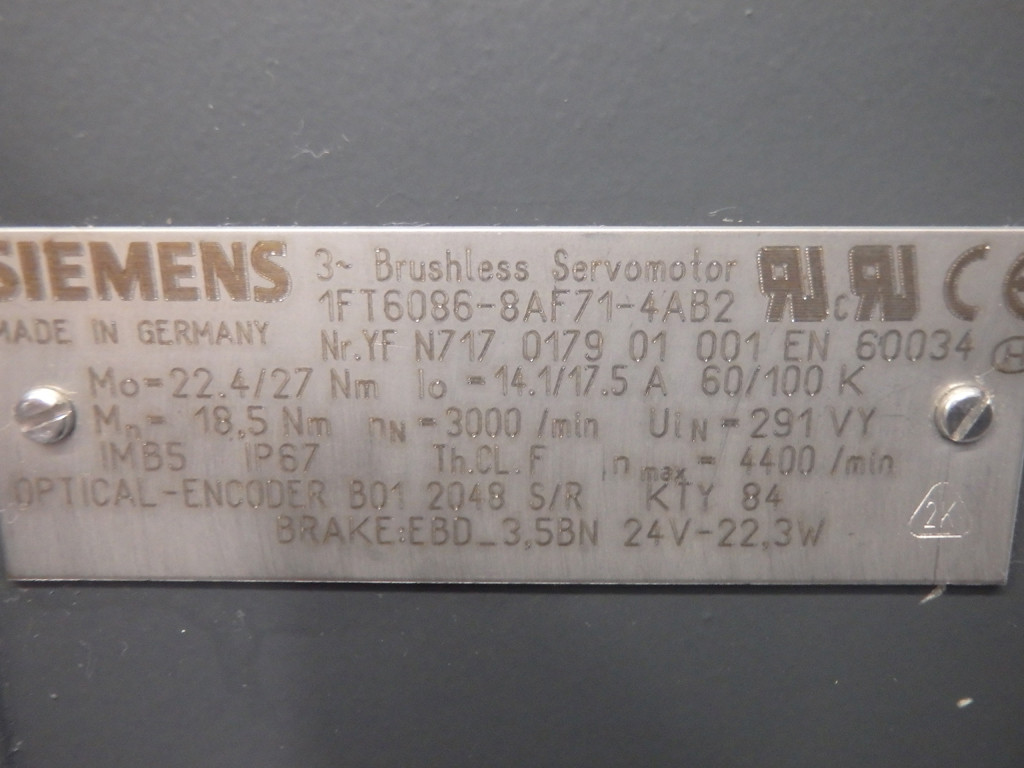 SIEMENS 3~ Brushless Servomotor
1FT6086-8AF71-4AB2
MADE IN GERMANY
Nr.YF N717 0179 01 001 EN 60034
Mo=22.4/27 Nm Io =14.1/17.5 A 60/100 K
Mn= 18,5 Nm nN =3000 /min UiN =291 VY
IMB5 IP67 Th.CL.F nmax= 4400 /min
OPTICAL-ENCODER B01 2048 S/R KTY 84
BRAKE:EBD_3,5BN 24V-22,3W
2K